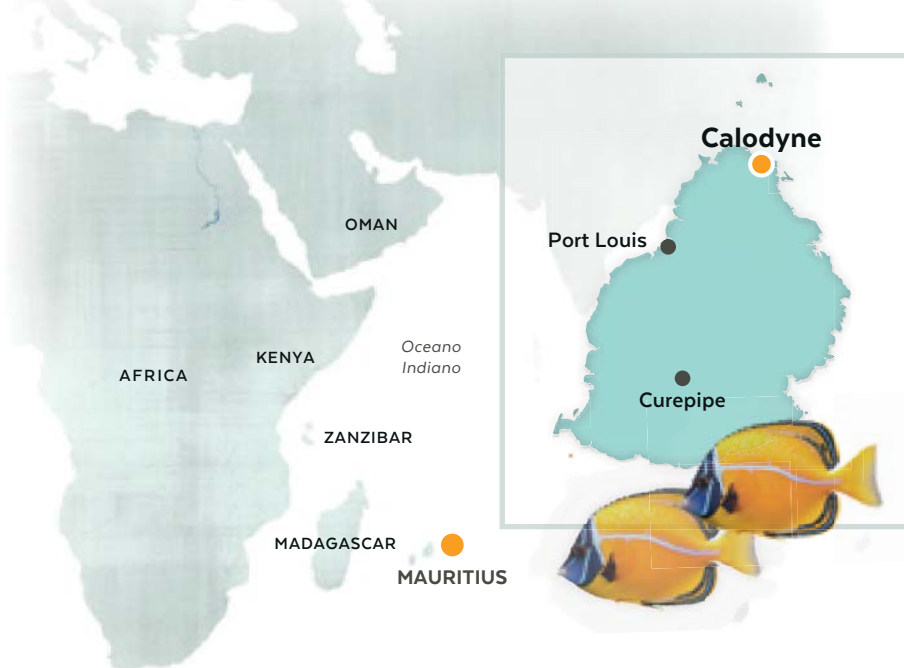 Calodyne
OMAN
Port Louis
Oceano
Indiano
KENYA
AFRICA
Curepipe
ZANZIBAR
MADAGASCAR
MAURITIUS